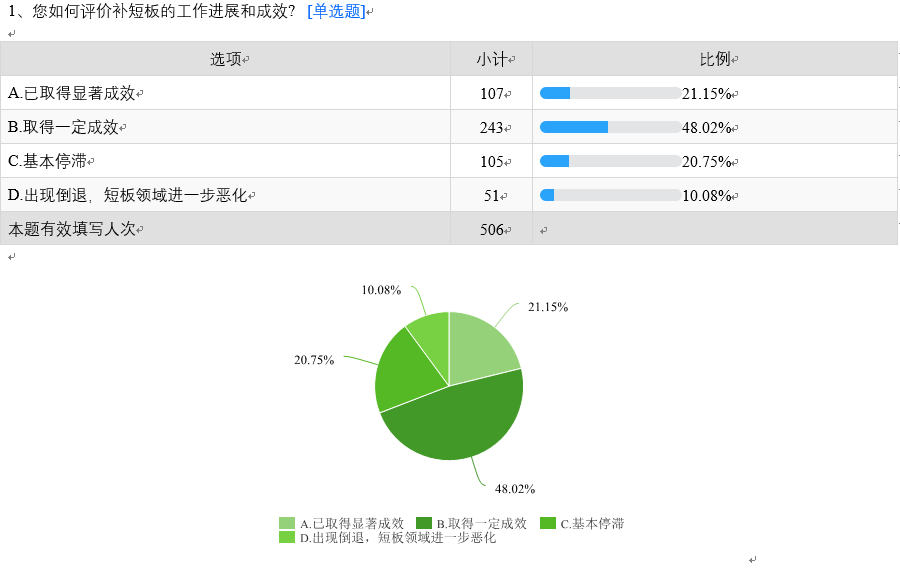 1、您如何评价补短板的工作进展和成效? [单选题]
选项 小计 比例
A.已取得显著成效 107 21.15%
B.取得一定成效 243 48.02%
C.基本停滞 105 20.75%
D.出现倒退，短板领域进一步恶化 51 10.08%
本题有效填写人次 506
10.08%
21.15%
20.75%
48.02%
A.已取得显著成效 B.取得一定成效 C.基本停滞
D.出现倒退，短板领域进一步恶化